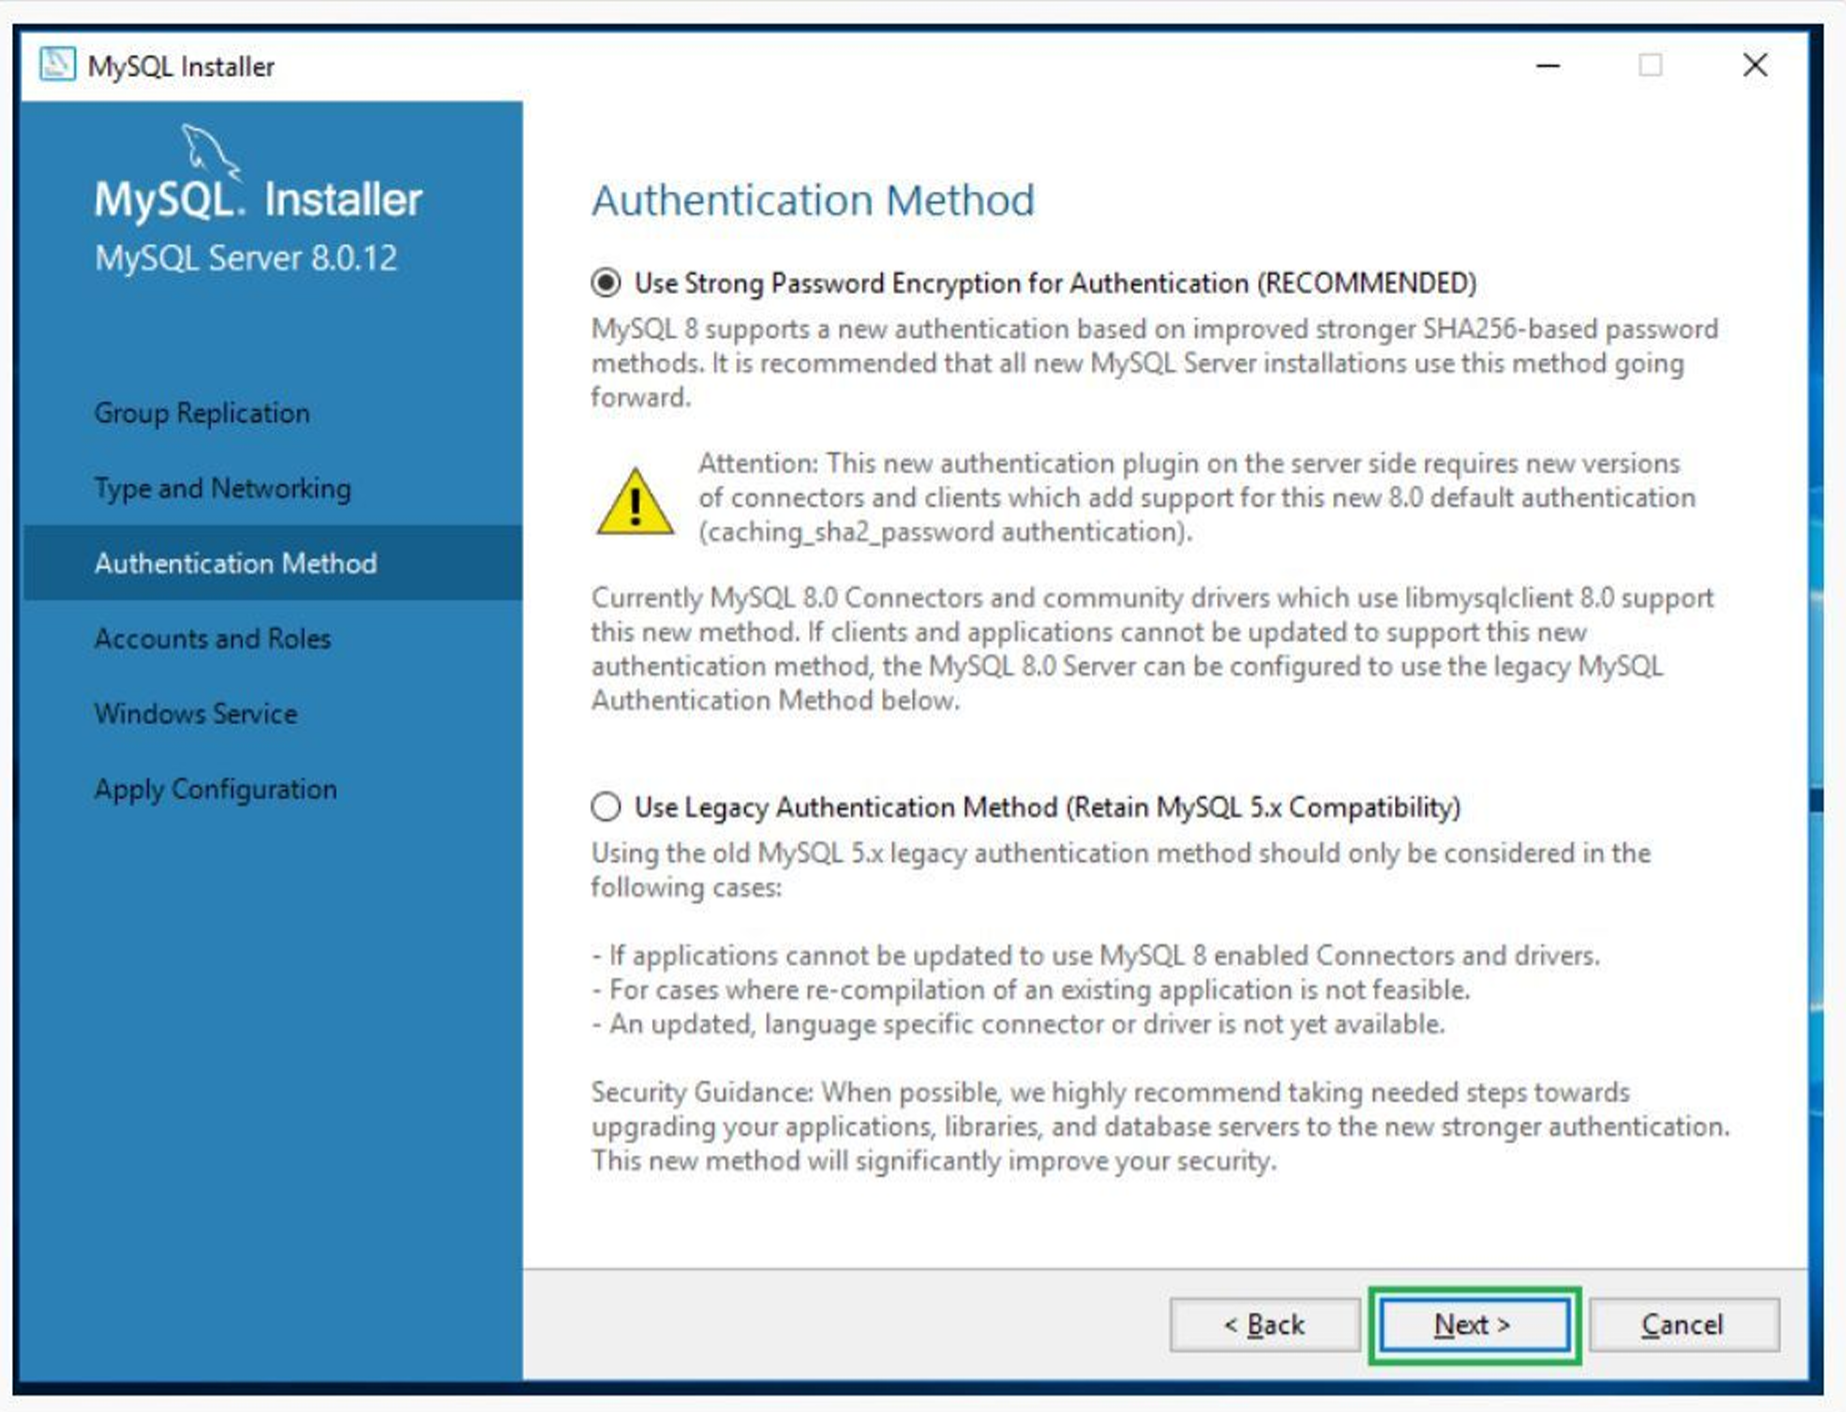 MySQL Installer
MySQL. Installer
MySQL Server 8.0.12
Group Replication
Type and Networking
Authentication Method
Accounts and Roles
Windows Service
Apply Configuration
Authentication Method
Use Strong Password Encryption for Authentication (RECOMMENDED)
MySQL 8 supports a new authentication based on improved stronger SHA256-based password
methods. It is recommended that all new MySQL Server installations use this method going
forward.
Attention: This new authentication plugin on the server side requires new versions
of connectors and clients which add support for this new 8.0 default authentication
(caching_sha2_password authentication).
Currently MySQL 8.0 Connectors and community drivers which use libmysqlclient 8.0 support
this new method. If clients and applications cannot be updated to support this new
authentication method, the MySQL 8.0 Server can be configured to use the legacy MySQL
Authentication Method below.
Use Legacy Authentication Method (Retain MySQL 5.x Compatibility)
Using the old MySQL 5.x legacy authentication method should only be considered in the
following cases:
- If applications cannot be updated to use MySQL 8 enabled Connectors and drivers.
- For cases where re-compilation of an existing application is not feasible.
- An updated, language specific connector or driver is not yet available.
Security Guidance: When possible, we highly recommend taking needed steps towards
upgrading your applications, libraries, and database servers to the new stronger authentication.
This new method will significantly improve your security.
< Back
Next >
Cancel